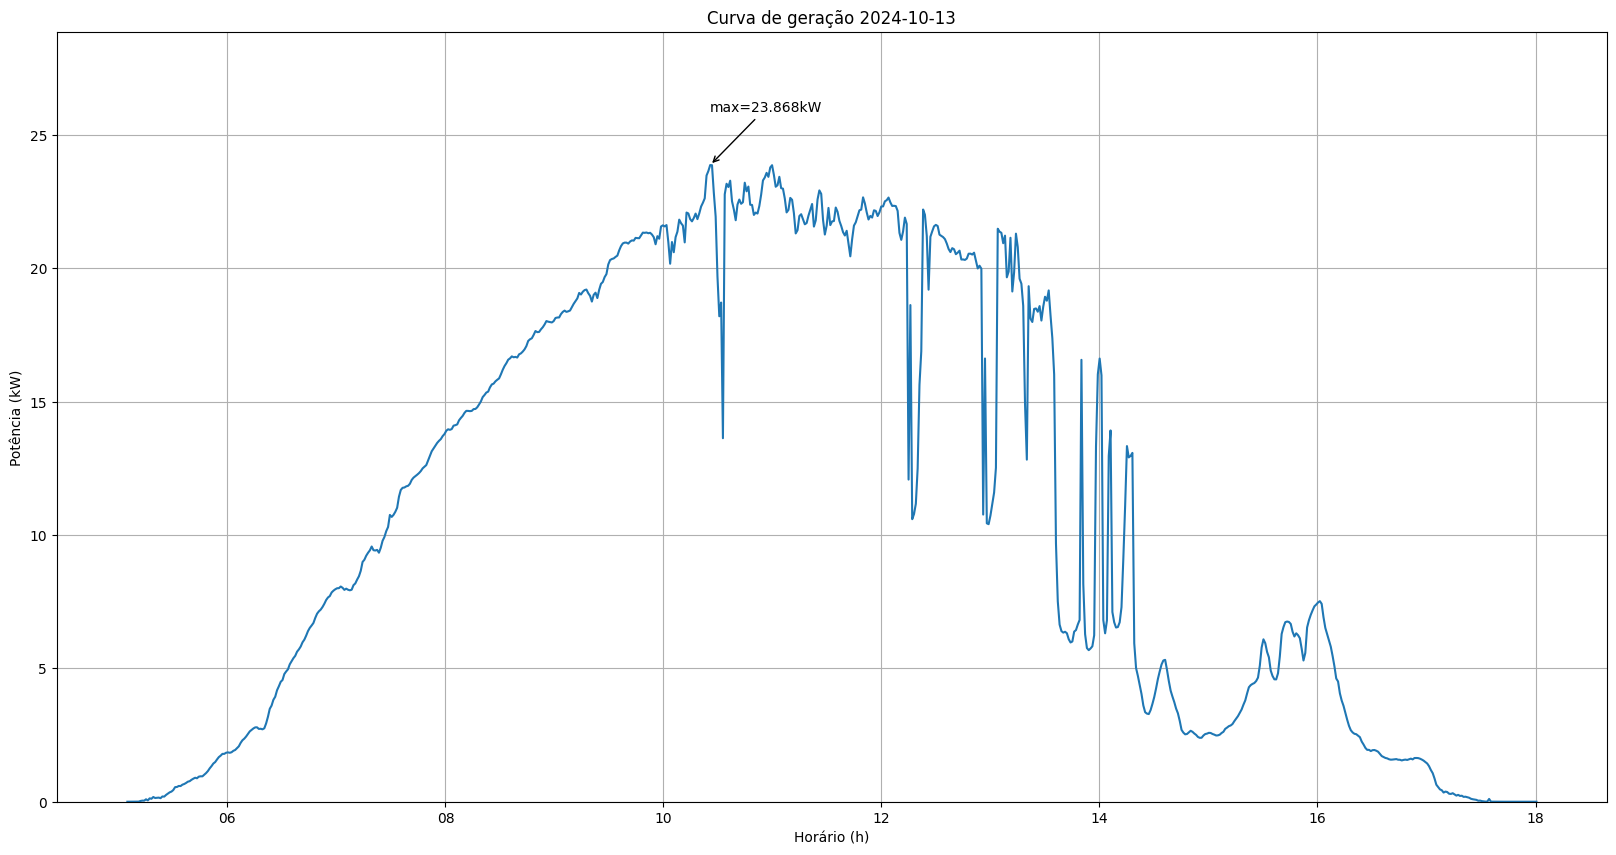 Curva de geração 2024-10-13
max=23.868kW
25
20
15
10
5
0
Potência (kW)
06 08 10 12 14 16 18
Horário (h)